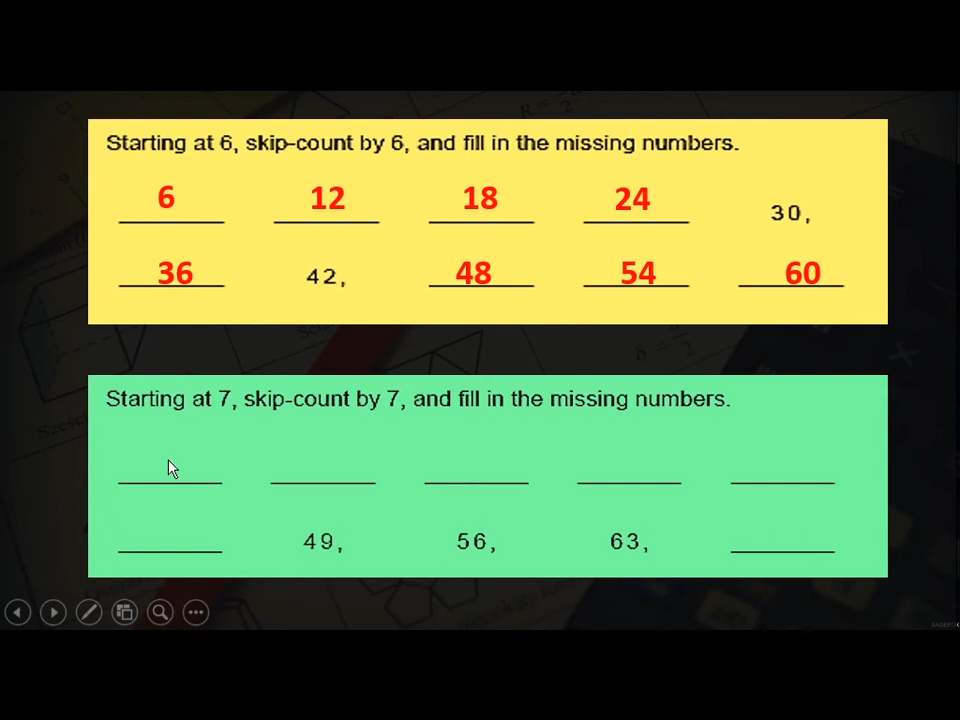 Starting at 6, skip-count by 6, and fill in the missing numbers.
6 12 18 24 30,
36 42, 48 54 60
Starting at 7, skip-count by 7, and fill in the missing numbers.
49, 56, 63,